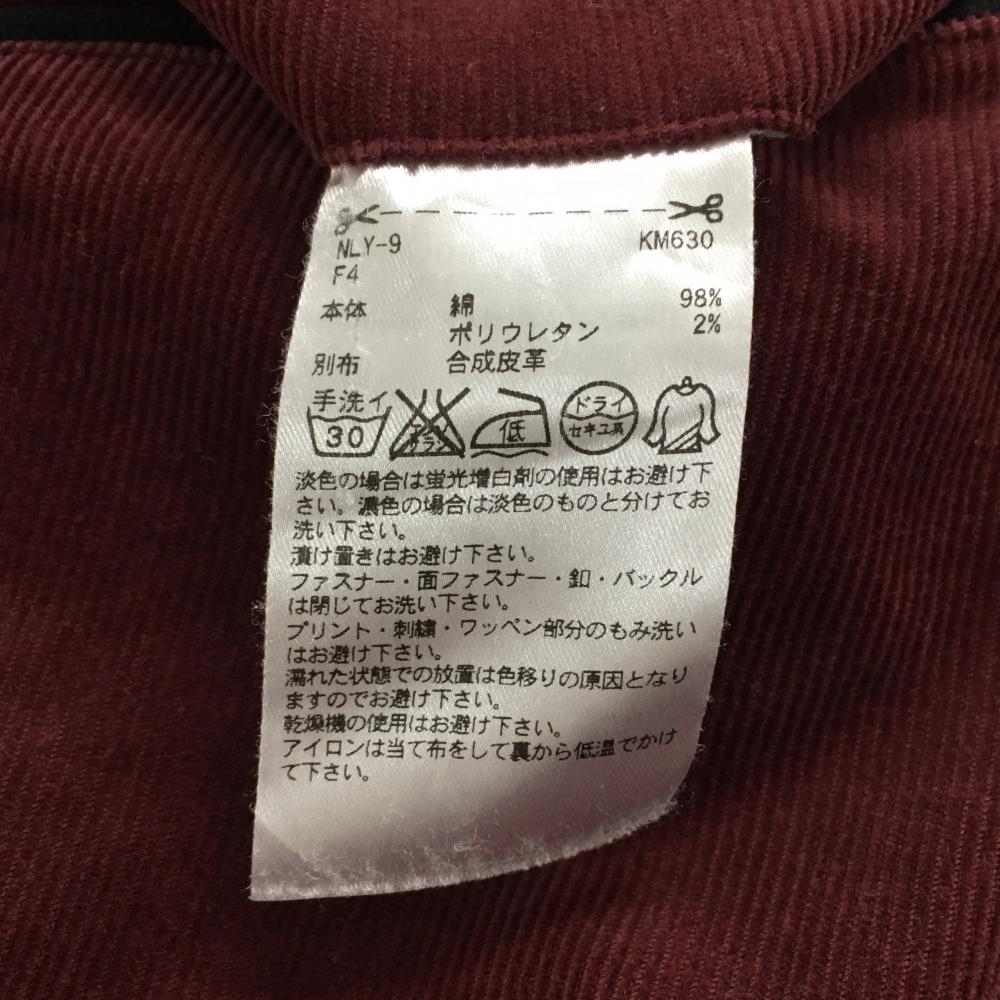 NLY-9 KM630
F4
本体 綿 98%
ポリウレタン 2%
別布 合成皮革
手洗イ 30 エンソサラシ 低 ドライ セキユ系
淡色の場合は蛍光増白剤の使用はお避け下
さい。濃色の場合は淡色のものと分けてお
洗い下さい。
漬け置きはお避け下さい。
ファスナー・面ファスナー・釦・バックル
は閉じてお洗い下さい。
プリント・刺繍・ワッペン部分のもみ洗い
はお避け下さい。
濡れた状態での放置は色移りの原因となり
ますのでお避け下さい。
乾燥機の使用はお避け下さい。
アイロンは当て布をして裏から低温でかけ
て下さい。